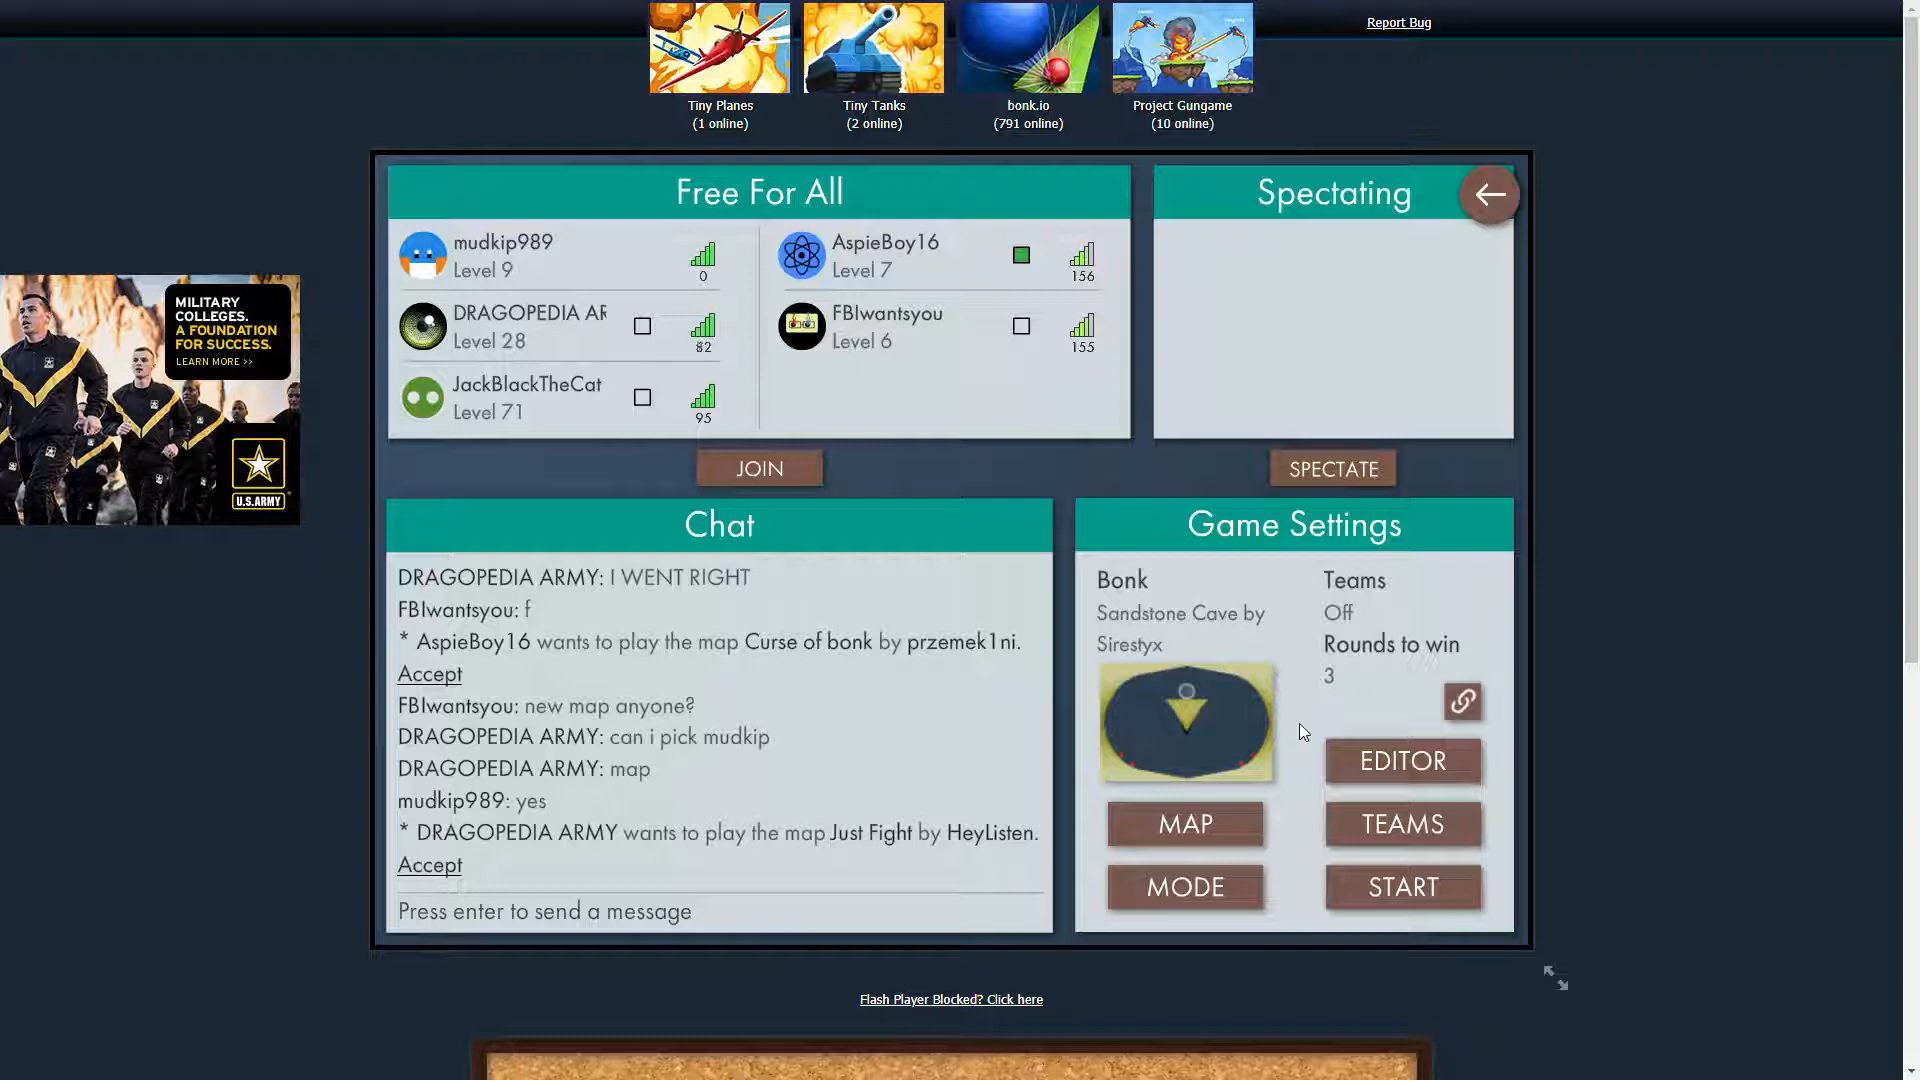 Report Bug
Tiny Planes
(1 online)
Tiny Tanks
(2 online)
bonk.io
(791 online)
Project Gungame
(10 online)
Free For All
mudkip989
Level 9
0
DRAGOPEDIA AR
Level 28
82
JackBlackTheCat
Level 71
95
AspieBoy16
Level 7
156
FBIwantsyou
Level 6
155
Spectating
JOIN
SPECTATE
MILITARY
COLLEGES.
A FOUNDATION
FOR SUCCESS.
LEARN MORE >>
U.S.ARMY
Chat
DRAGOPEDIA ARMY: I WENT RIGHT
FBIwantsyou: f
* AspieBoy16 wants to play the map Curse of bonk by przemek1ni.
Accept
FBIwantsyou: new map anyone?
DRAGOPEDIA ARMY: can i pick mudkip
DRAGOPEDIA ARMY: map
mudkip989: yes
* DRAGOPEDIA ARMY wants to play the map Just Fight by HeyListen.
Accept
Press enter to send a message
Game Settings
Bonk
Sandstone Cave by
Sirestyx
Teams
Off
Rounds to win
3
EDITOR
MAP
TEAMS
MODE
START
Flash Player Blocked? Click here